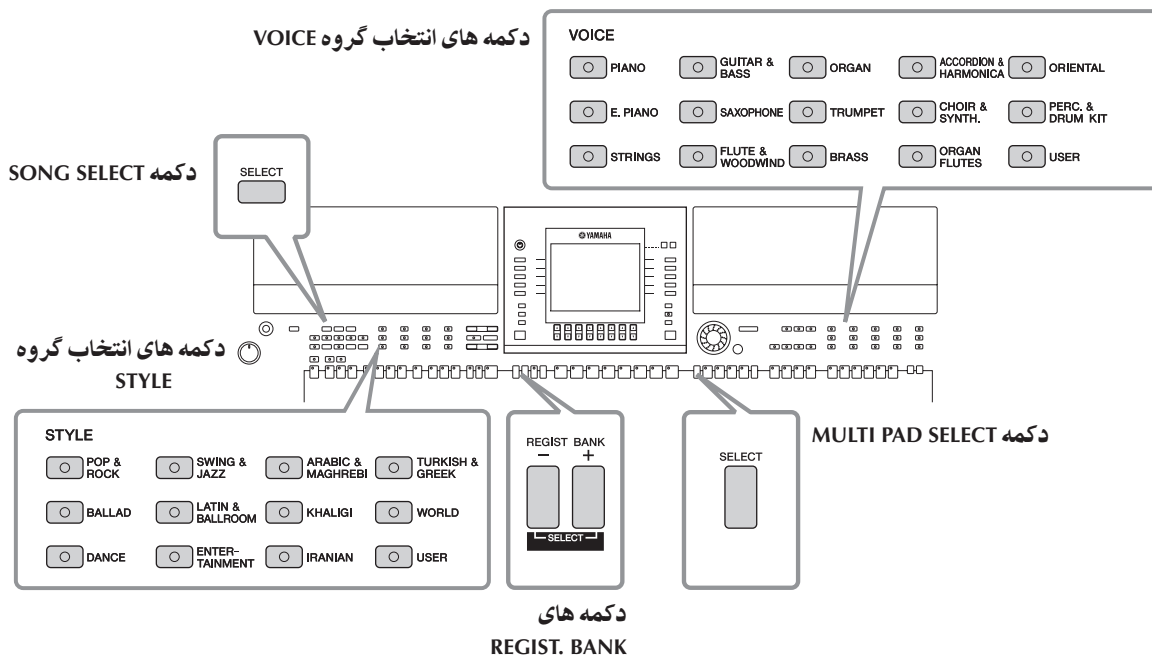 دکمه های انتخاب گروه VOICE
VOICE
PIANO
GUITAR &
BASS
ORGAN
ACCORDION &
HARMONICA
ORIENTAL
E. PIANO
SAXOPHONE
TRUMPET
CHOIR &
SYNTH.
PERC. &
DRUM KIT
STRINGS
FLUTE &
WOODWIND
BRASS
ORGAN
FLUTES
USER
دکمه SONG SELECT
SELECT
YAMAHA
دکمه های انتخاب گروه
STYLE
STYLE
POP &
ROCK
SWING &
JAZZ
ARABIC &
MAGHREBI
TURKISH &
GREEK
BALLAD
LATIN &
BALLROOM
KHALIGI
WORLD
DANCE
ENTER-
TAINMENT
IRANIAN
USER
REGIST BANK
− +
SELECT
دکمه های
REGIST. BANK
دکمه MULTI PAD SELECT
SELECT